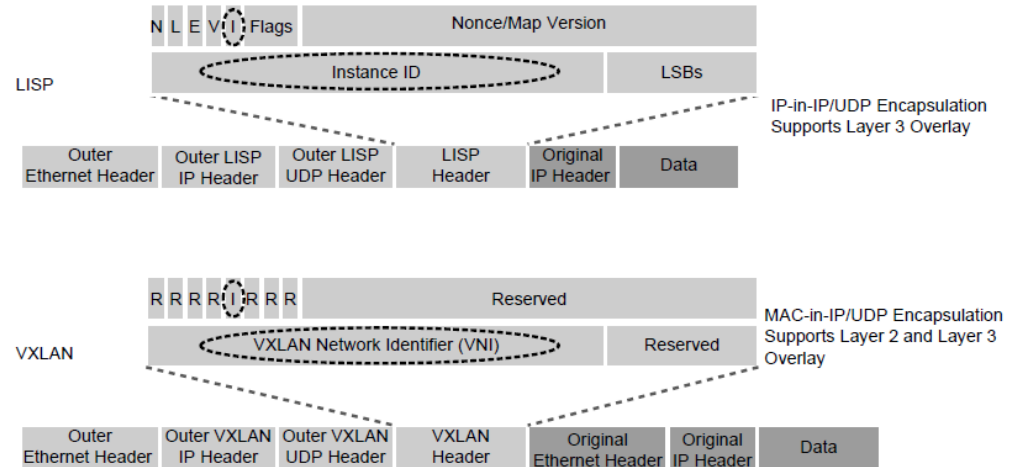 N L E V I Flags Nonce/Map Version
Instance ID LSBs
LISP
IP-in-IP/UDP Encapsulation
Supports Layer 3 Overlay
Outer
Ethernet Header
Outer LISP
IP Header
Outer LISP
UDP Header
LISP
Header
Original
IP Header
Data
R R R R I R R R Reserved
VXLAN Network Identifier (VNI) Reserved
VXLAN
MAC-in-IP/UDP Encapsulation
Supports Layer 2 and Layer 3
Overlay
Outer
Ethernet Header
Outer VXLAN
IP Header
Outer VXLAN
UDP Header
VXLAN
Header
Original
Ethernet Header
Original
IP Header
Data